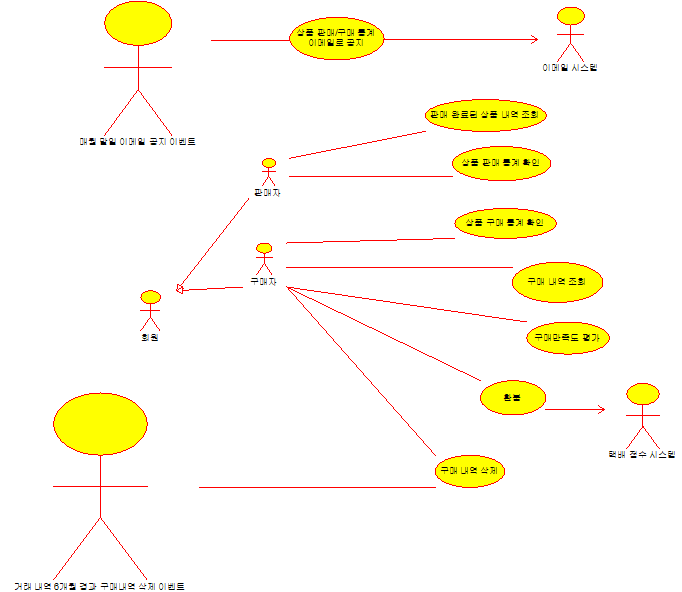 상품 판매/구매 통계
이메일로 공지
이메일 시스템
매월 말일 이메일 공지 이벤트
판매 완료된 상품 내역 조회
상품 판매 통계 확인
판매자
상품 구매 통계 확인
구매자
구매 내역 조회
회원
구매만족도 평가
환불
택배 접수 시스템
구매 내역 삭제
거래 내역 6개월 경과 구매내역 삭제 이벤트